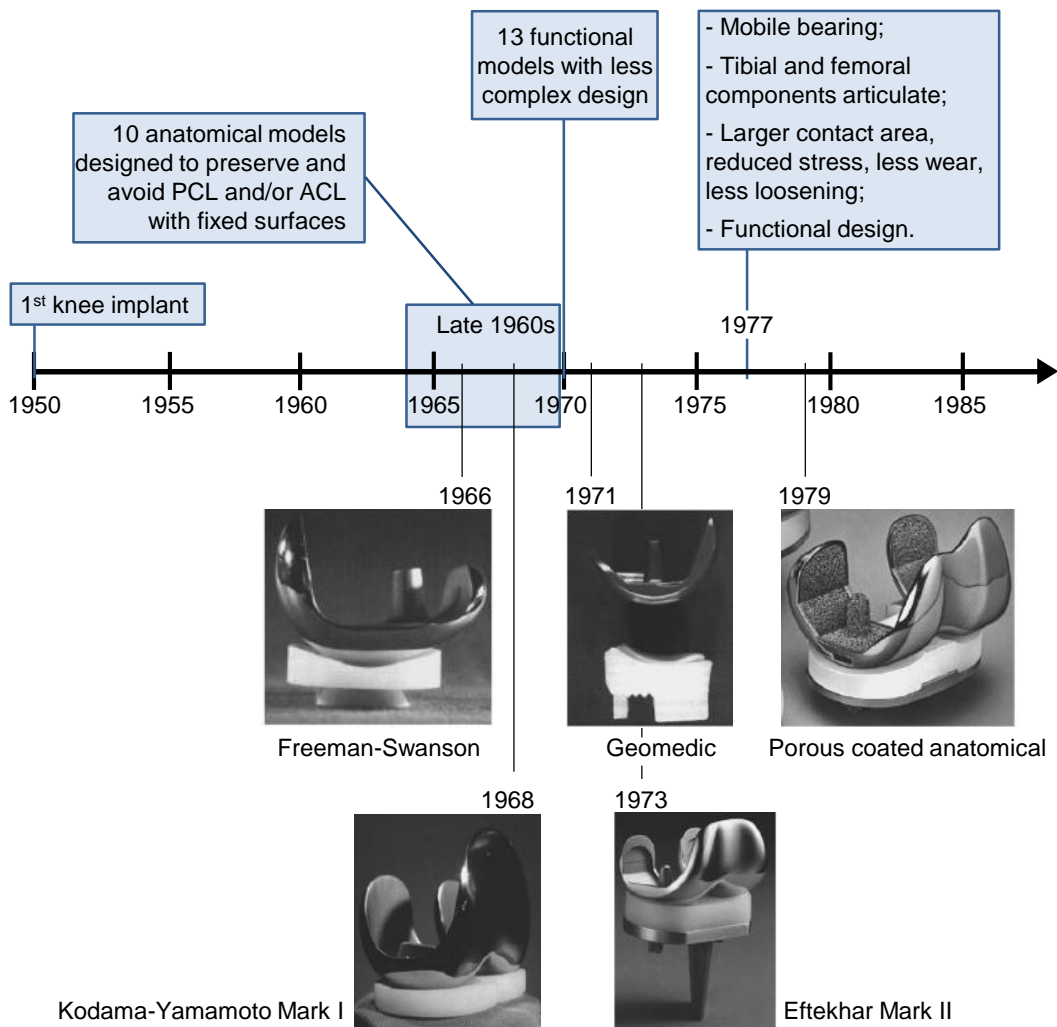 13 functional
models with less
complex design
- Mobile bearing;
- Tibial and femoral
components articulate;
- Larger contact area,
reduced stress, less wear,
less loosening;
- Functional design.
10 anatomical models
designed to preserve and
avoid PCL and/or ACL
with fixed surfaces
1st knee implant
Late 1960s
1977
1950
1955
1960
1965
1970
1975
1980
1985
1966
1971
1979
Freeman-Swanson
Geomedic
Porous coated anatomical
1968
1973
Kodama-Yamamoto Mark I
Eftekhar Mark II